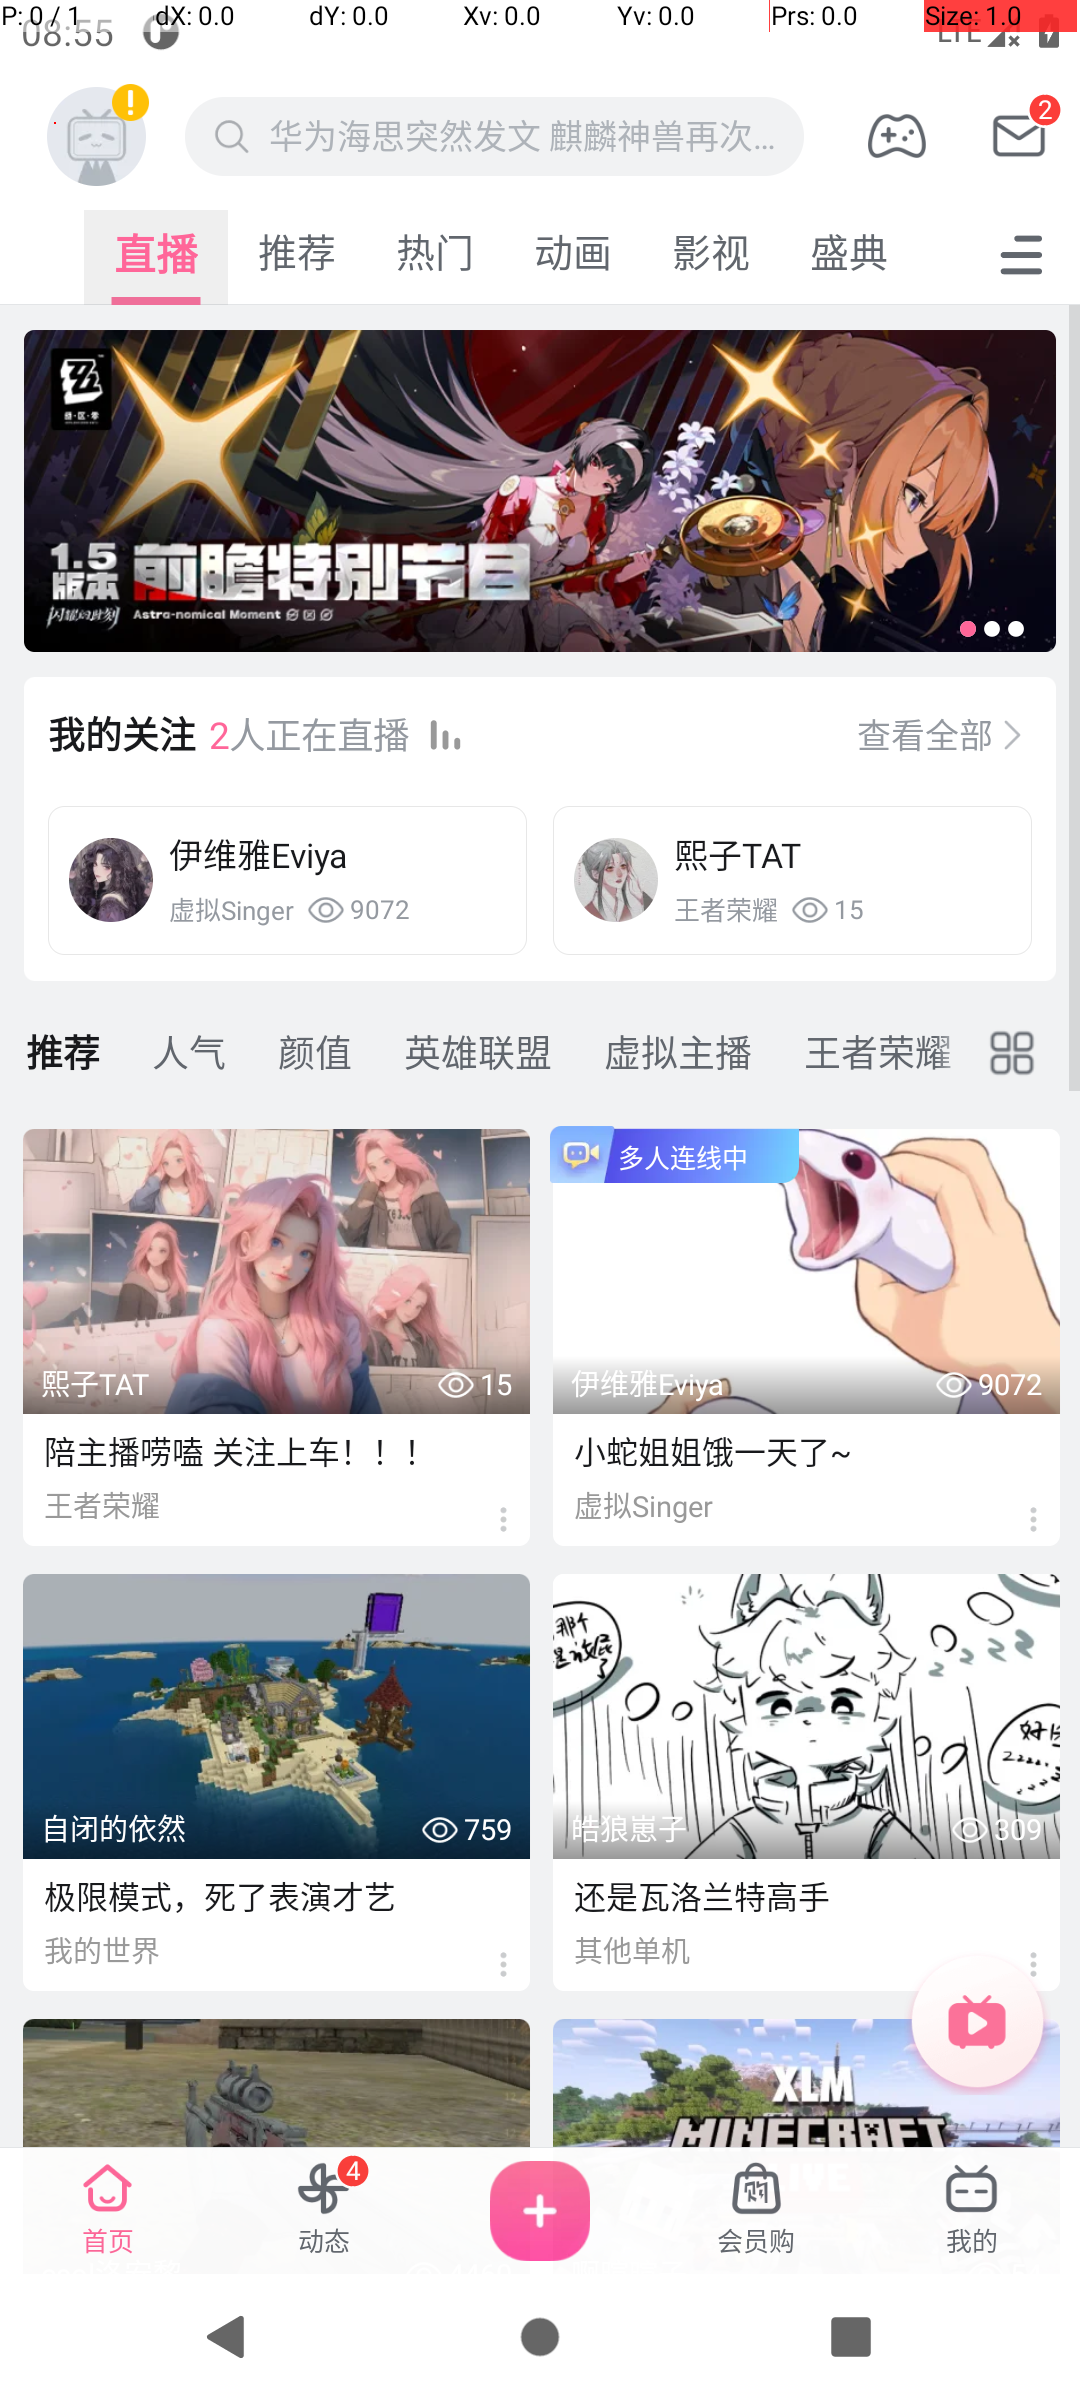 P: 0 / 1 dX: 0.0 dY: 0.0 Xv: 0.0 Yv: 0.0 Prs: 0.0 Size: 1.0
08:55 LTE
华为海思突然发文 麒麟神兽再次... 2
直播 推荐 热门 动画 影视 盛典
绝·区·零
1.5 版本 前瞻特别节目
闪耀的时刻 Astra-nomical Moment
我的关注 2人正在直播 查看全部
伊维雅Eviya
虚拟Singer 9072
熙子TAT
王者荣耀 15
推荐 人气 颜值 英雄联盟 虚拟主播 王者荣耀
熙子TAT 15
陪主播唠嗑 关注上车！！！
王者荣耀
多人连线中
伊维雅Eviya 9072
小蛇姐姐饿一天了~
虚拟Singer
自闭的依然 759
极限模式，死了表演才艺
我的世界
那个
皓狼崽子 309
还是瓦洛兰特高手
其他单机
XLM
MINECRAFT
首页 动态 4 会员购 我的